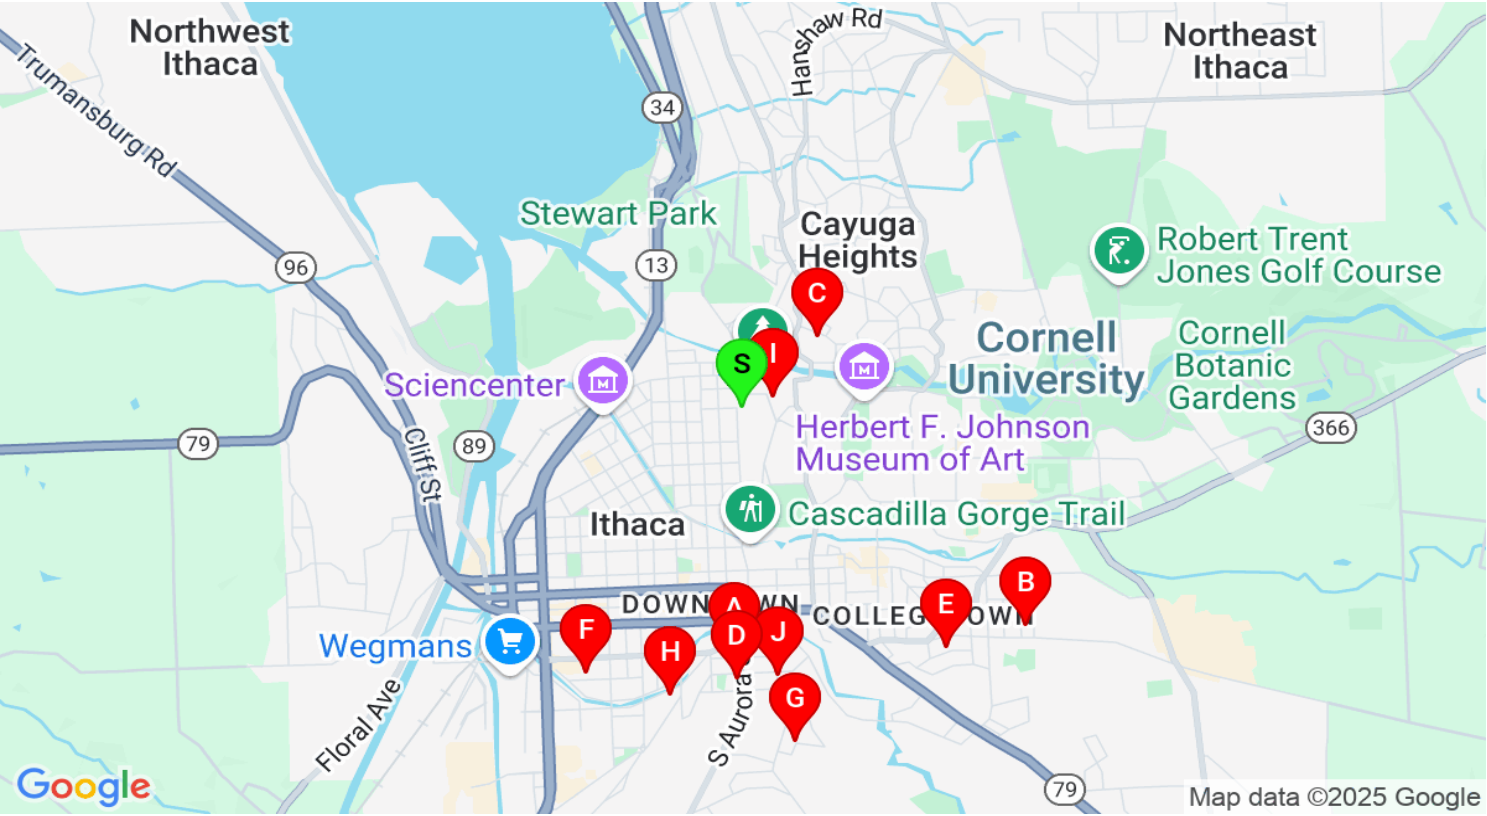 Northwest
Ithaca
Hanshaw Rd
Northeast
Ithaca
Trumansburg Rd
34
Stewart Park
Cayuga
Heights
Robert Trent
Jones Golf Course
96
13
C
Cornell
University
Cornell
Botanic
Gardens
S
I
Sciencenter
Herbert F. Johnson
Museum of Art
366
79
Cliff St
89
Ithaca
Cascadilla Gorge Trail
B
DOWNTOWN
A
E
COLLEGETOWN
F
D
J
Wegmans
H
G
Floral Ave
S Aurora
Google
79
Map data ©2025 Google